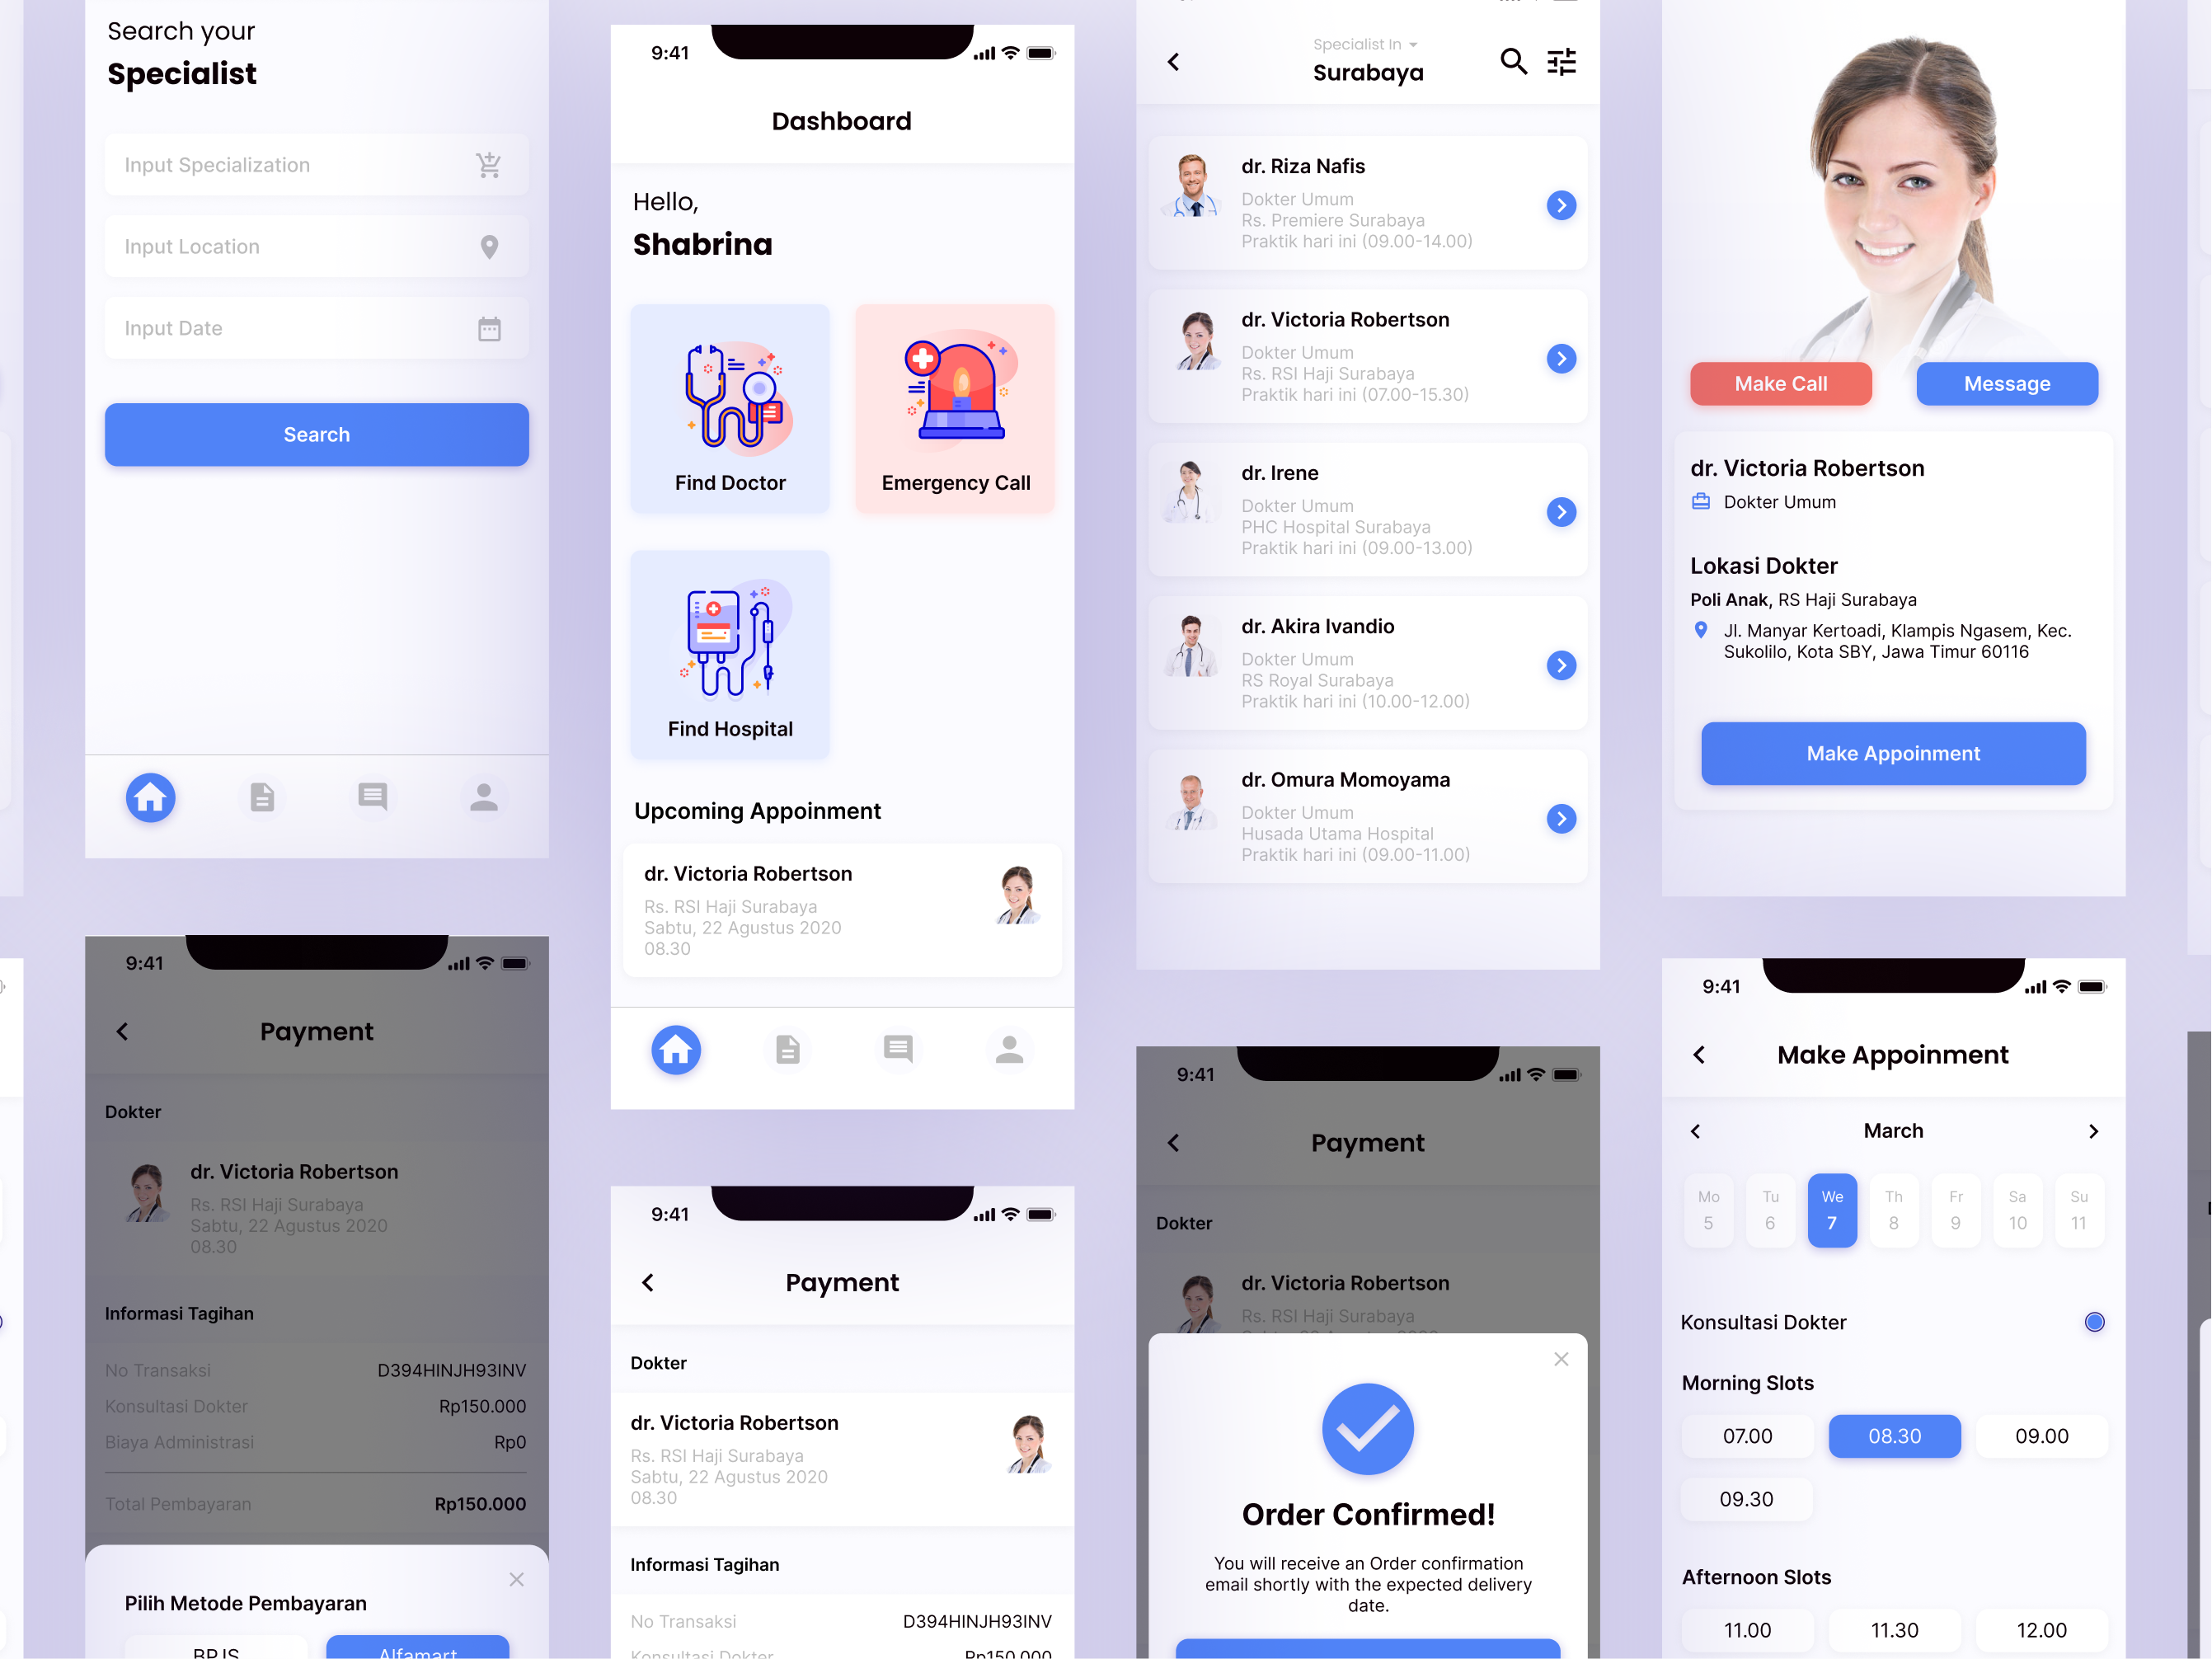 Search your
Specialist
Input Specialization
Input Location
Input Date
Search
9:41
Payment
Dokter
dr. Victoria Robertson
Rs. RSI Haji Surabaya
Sabtu, 22 Agustus 2020
08.30
Informasi Tagihan
No Transaksi D394HINJH93INV
Konsultasi Dokter Rp150.000
Biaya Administrasi Rp0
Total Pembayaran Rp150.000
Pilih Metode Pembayaran
BPJS Alfamart
9:41
Dashboard
Hello,
Shabrina
Find Doctor
Emergency Call
Find Hospital
Upcoming Appoinment
dr. Victoria Robertson
Rs. RSI Haji Surabaya
Sabtu, 22 Agustus 2020
08.30
9:41
Payment
Dokter
dr. Victoria Robertson
Rs. RSI Haji Surabaya
Sabtu, 22 Agustus 2020
08.30
Informasi Tagihan
No Transaksi D394HINJH93INV
Konsultasi Dokter Rp150.000
Specialist In
Surabaya
dr. Riza Nafis
Dokter Umum
Rs. Premiere Surabaya
Praktik hari ini (09.00-14.00)
dr. Victoria Robertson
Dokter Umum
Rs. RSI Haji Surabaya
Praktik hari ini (07.00-15.30)
dr. Irene
Dokter Umum
PHC Hospital Surabaya
Praktik hari ini (09.00-13.00)
dr. Akira Ivandio
Dokter Umum
RS Royal Surabaya
Praktik hari ini (10.00-12.00)
dr. Omura Momoyama
Dokter Umum
Husada Utama Hospital
Praktik hari ini (09.00-11.00)
9:41
Payment
Dokter
dr. Victoria Robertson
Rs. RSI Haji Surabaya
Order Confirmed!
You will receive an Order confirmation
email shortly with the expected delivery
date.
Make Call
Message
dr. Victoria Robertson
Dokter Umum
Lokasi Dokter
Poli Anak, RS Haji Surabaya
Jl. Manyar Kertoadi, Klampis Ngasem, Kec.
Sukolilo, Kota SBY, Jawa Timur 60116
Make Appoinment
9:41
Make Appoinment
March
Mo Tu We Th Fr Sa Su
5 6 7 8 9 10 11
Konsultasi Dokter
Morning Slots
07.00 08.30 09.00
09.30
Afternoon Slots
11.00 11.30 12.00